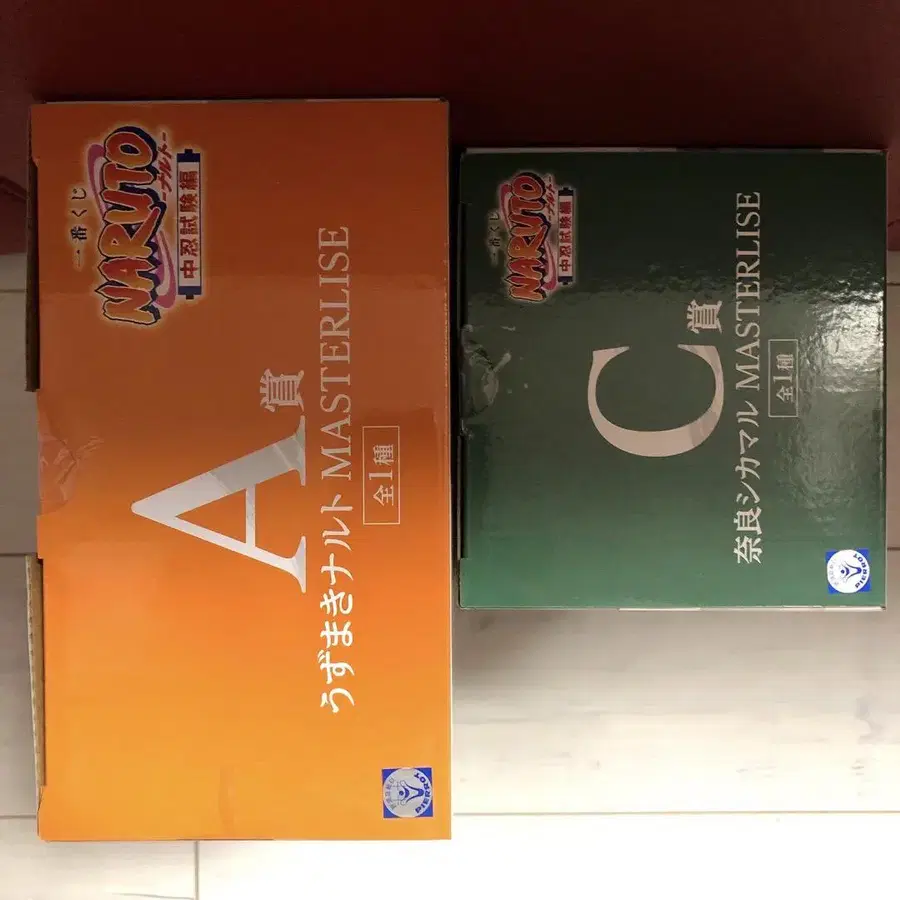 一番くじ
NARUTO
-ナルト-
中忍試験編
A賞
うずまきナルト MASTERLISE
全1種
PIERROT
一番くじ
NARUTO
-ナルト-
中忍試験編
C賞
奈良シカマル MASTERLISE
全1種
PIERROT